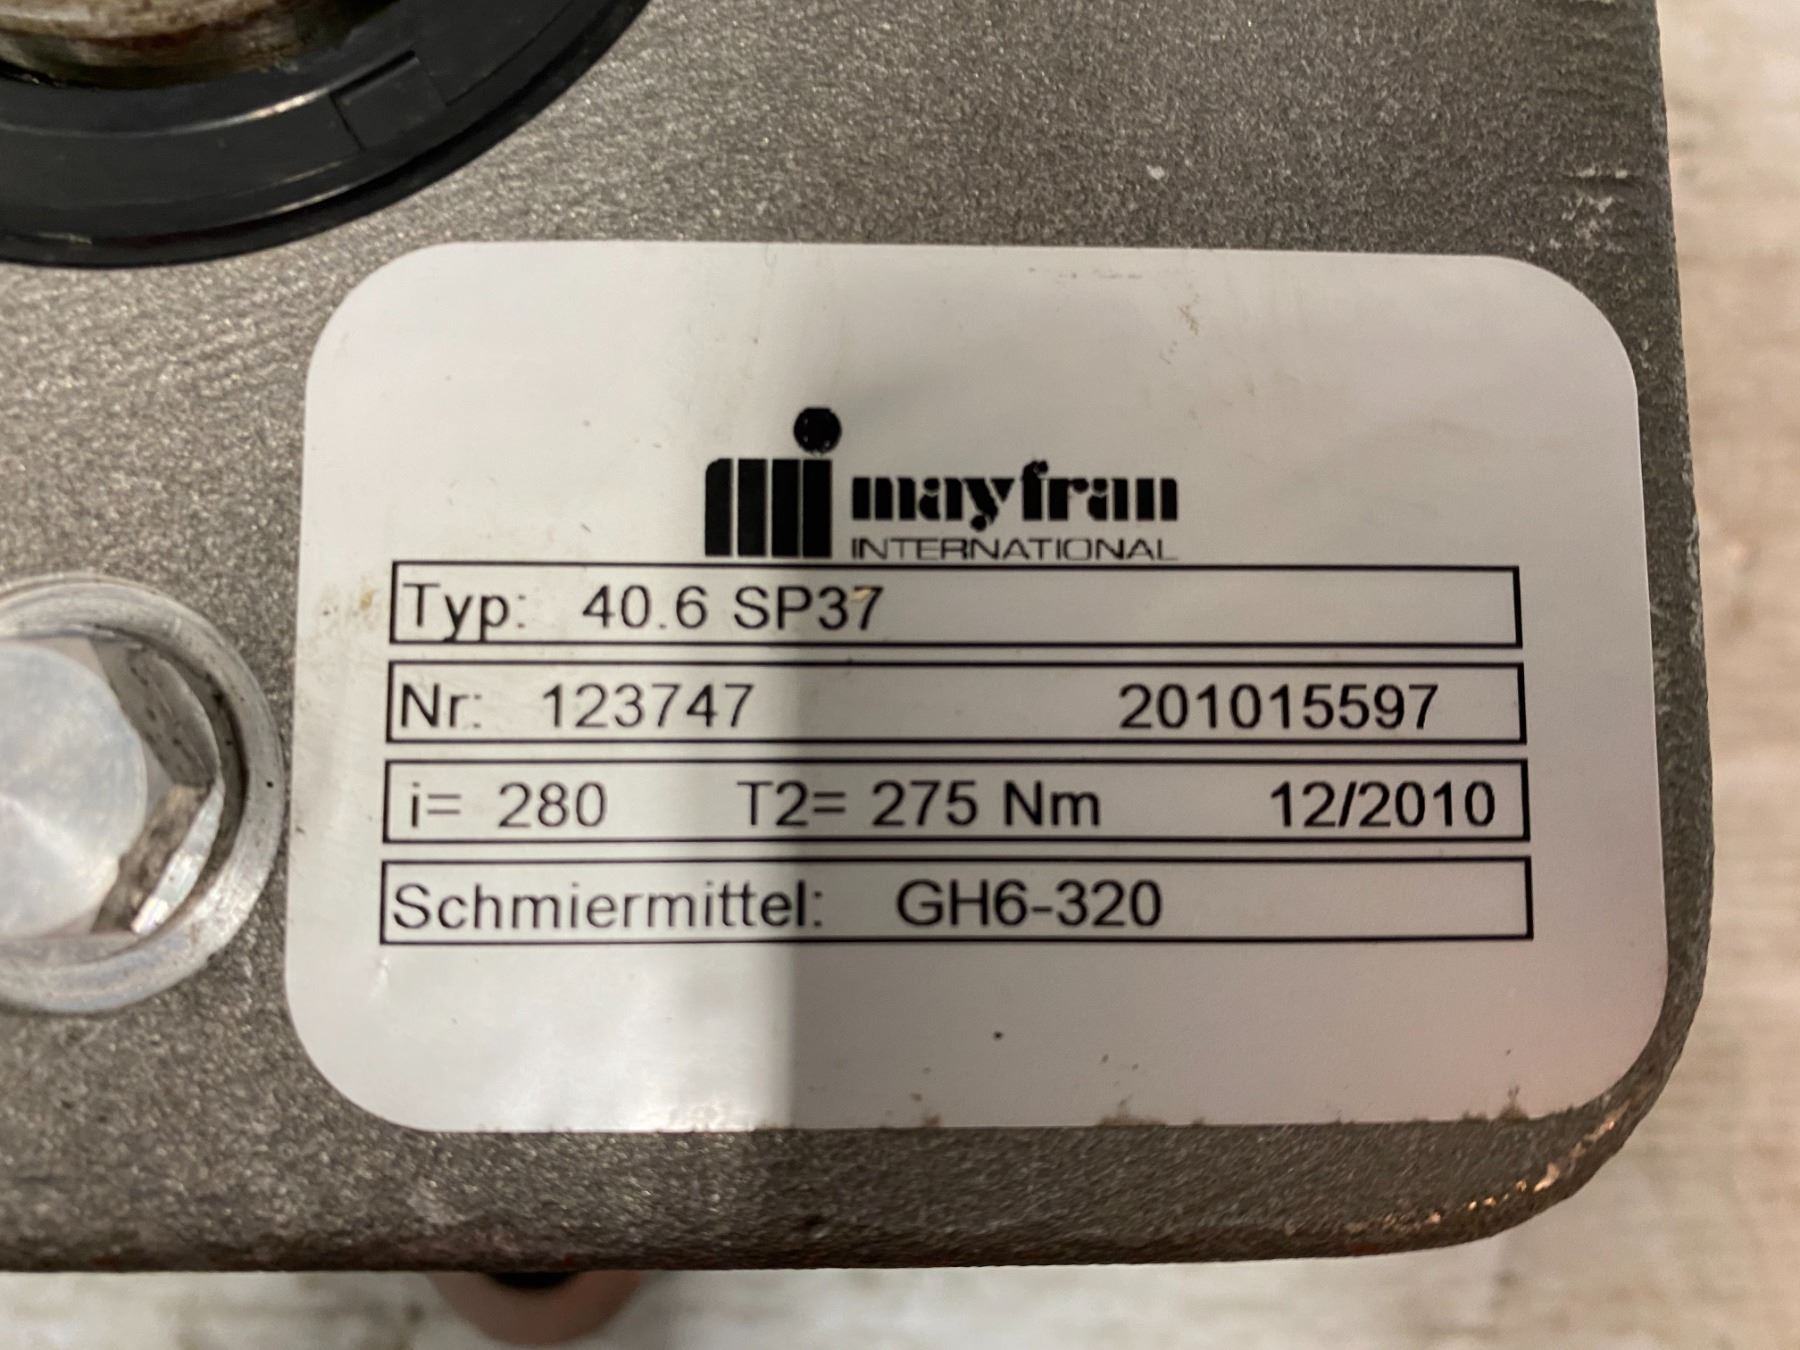 mayfran
INTERNATIONAL
Typ: 40.6 SP37
Nr: 123747 201015597
i= 280 T2= 275 Nm 12/2010
Schmiermittel: GH6-320